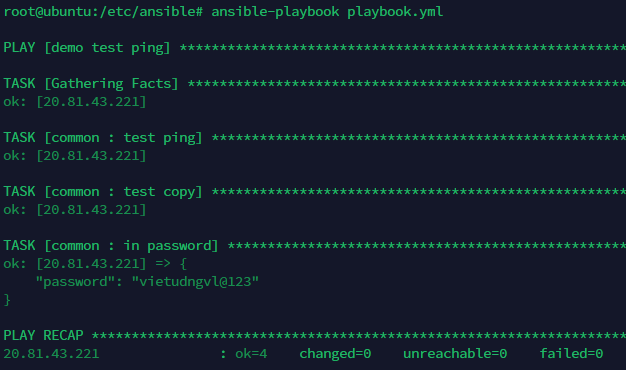 root@ubuntu:/etc/ansible# ansible-playbook playbook.yml
PLAY [demo test ping] *******************************************************
TASK [Gathering Facts] ******************************************************
ok: [20.81.43.221]
TASK [common : test ping] ***************************************************
ok: [20.81.43.221]
TASK [common : test copy] ***************************************************
ok: [20.81.43.221]
TASK [common : in password] *************************************************
ok: [20.81.43.221] => {
    "password": "vietudngvl@123"
}
PLAY RECAP ******************************************************************
20.81.43.221               : ok=4    changed=0    unreachable=0    failed=0